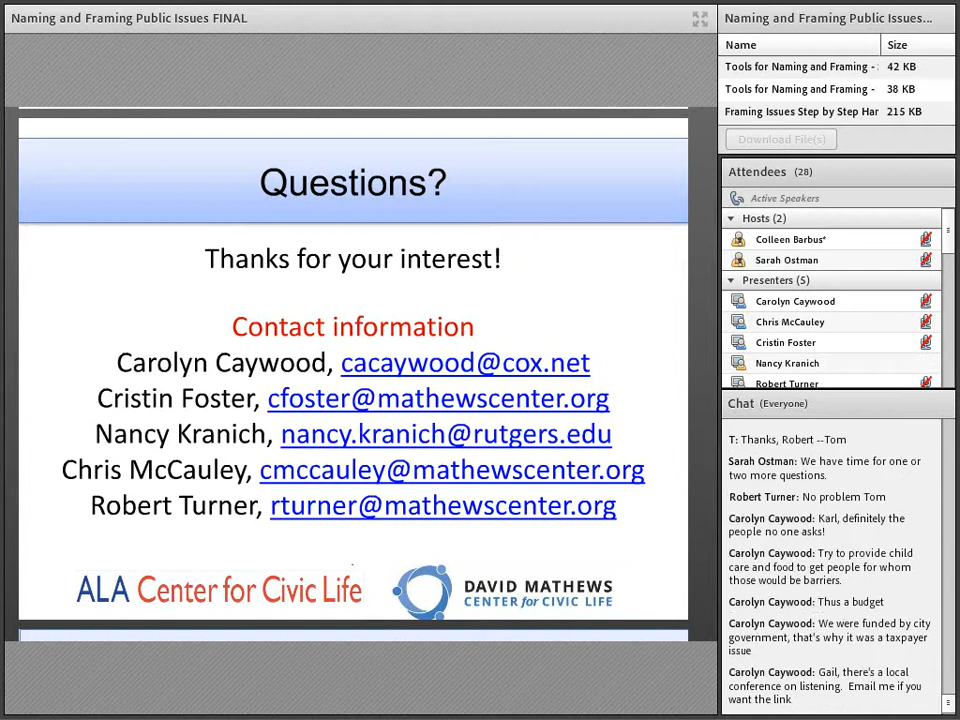 Naming and Framing Public Issues FINAL
Questions?
Thanks for your interest!
Contact information
Carolyn Caywood, cacaywood@cox.net
Cristin Foster, cfoster@mathewscenter.org
Nancy Kranich, nancy.kranich@rutgers.edu
Chris McCauley, cmccauley@mathewscenter.org
Robert Turner, rturner@mathewscenter.org
ALA Center for Civic Life
DAVID MATHEWS
CENTER for CIVIC LIFE
Naming and Framing Public Issues...
Name Size
Tools for Naming and Framing - 42 KB
Tools for Naming and Framing - 38 KB
Framing Issues Step by Step Har 215 KB
Download File(s)
Attendees (28)
Active Speakers
Hosts (2)
Colleen Barbus*
Sarah Ostman
Presenters (5)
Carolyn Caywood
Chris McCauley
Cristin Foster
Nancy Kranich
Robert Turner
Chat (Everyone)
T: Thanks, Robert --Tom
Sarah Ostman: We have time for one or
two more questions.
Robert Turner: No problem Tom
Carolyn Caywood: Karl, definitely the
people no one asks!
Carolyn Caywood: Try to provide child
care and food to get people for whom
those would be barriers.
Carolyn Caywood: Thus a budget
Carolyn Caywood: We were funded by city
government, that's why it was a taxpayer
issue
Carolyn Caywood: Gail, there's a local
conference on listening. Email me if you
want the link